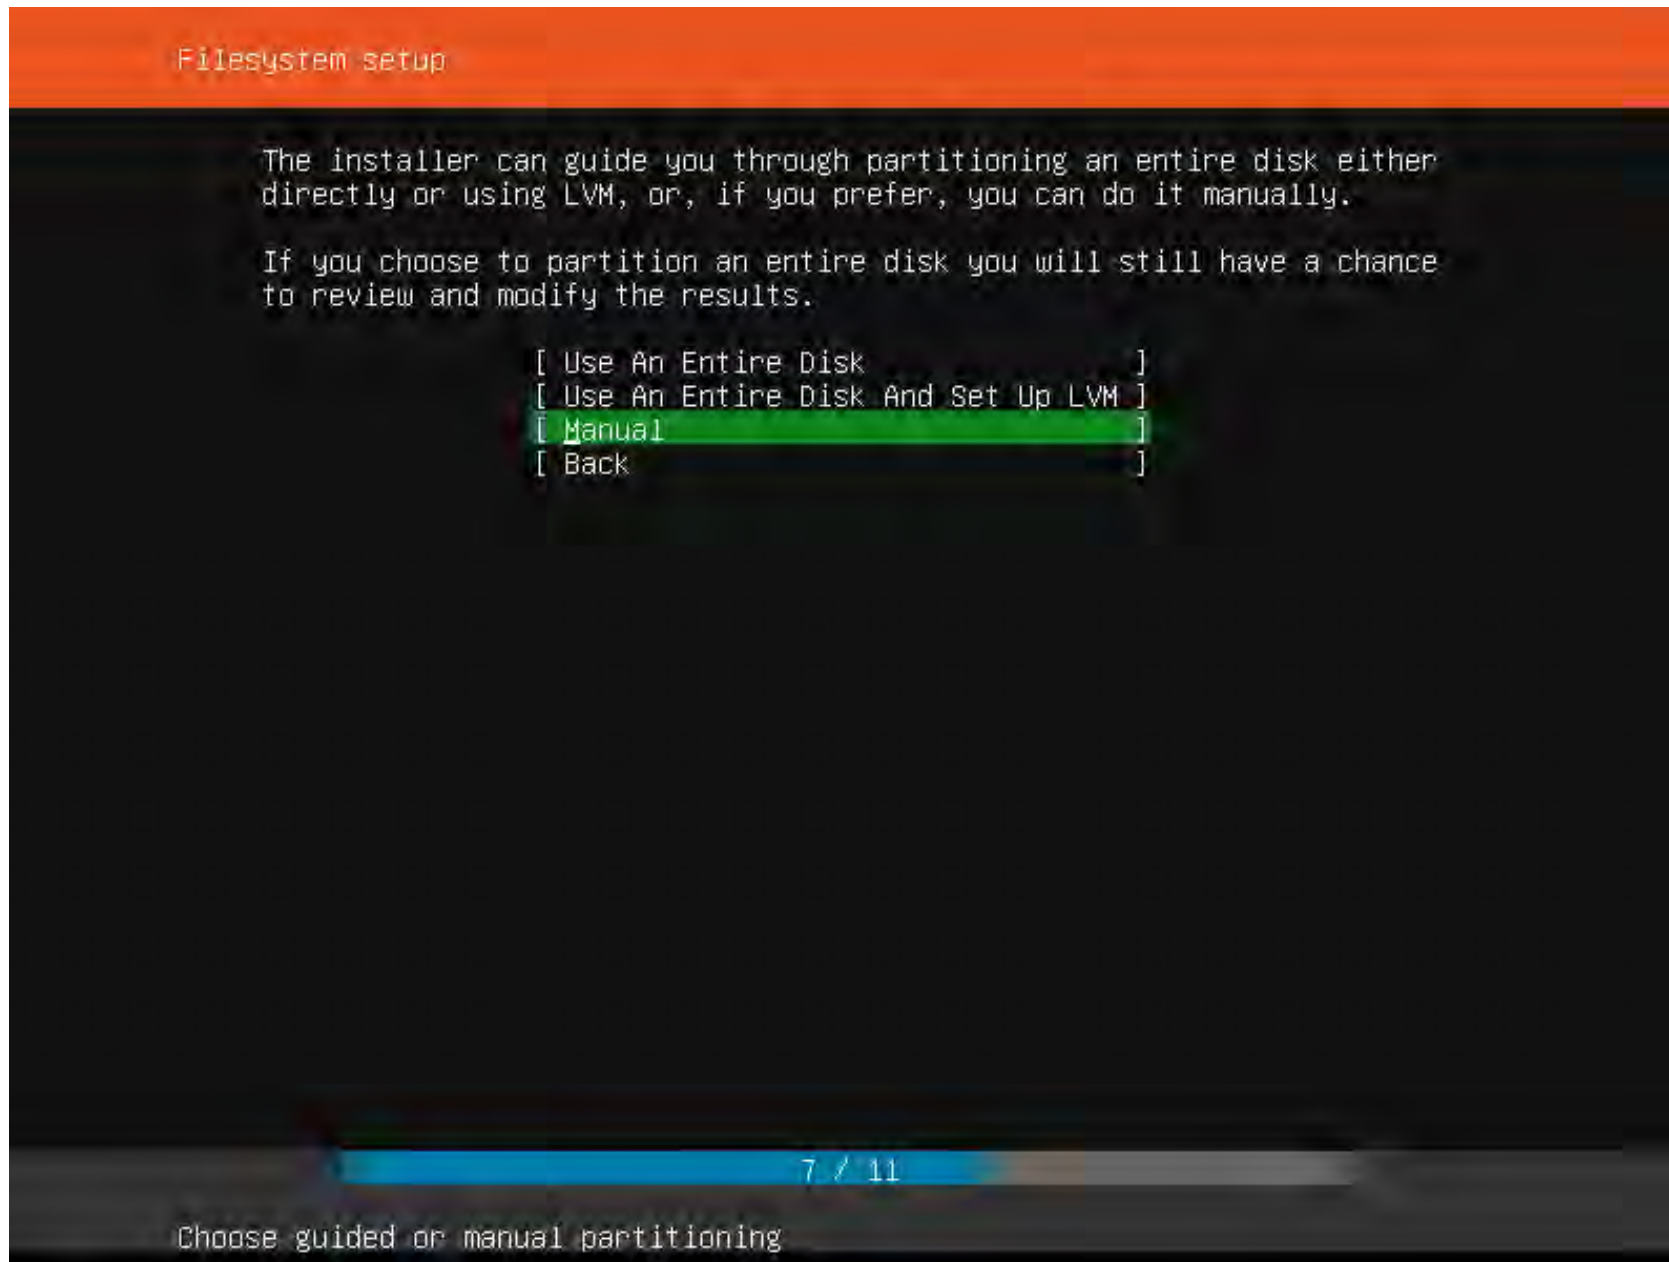 Filesystem setup
The installer can guide you through partitioning an entire disk either
directly or using LVM, or, if you prefer, you can do it manually.
If you choose to partition an entire disk you will still have a chance
to review and modify the results.
[ Use An Entire Disk ]
[ Use An Entire Disk And Set Up LVM ]
[ Manual ]
[ Back ]
7 / 11
Choose guided or manual partitioning